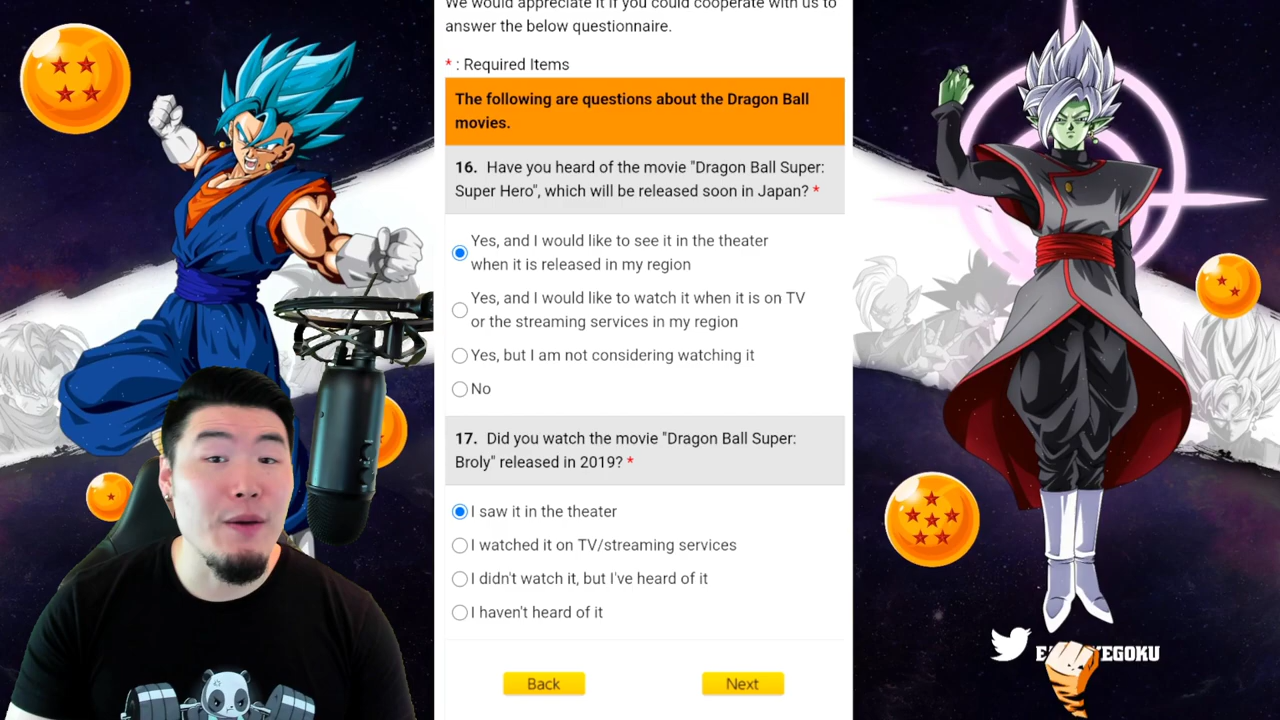 We would appreciate it if you could cooperate with us to
answer the below questionnaire.
* : Required Items
The following are questions about the Dragon Ball
movies.
16. Have you heard of the movie "Dragon Ball Super:
Super Hero", which will be released soon in Japan? *
Yes, and I would like to see it in the theater
when it is released in my region
Yes, and I would like to watch it when it is on TV
or the streaming services in my region
Yes, but I am not considering watching it
No
17. Did you watch the movie "Dragon Ball Super:
Broly" released in 2019? *
I saw it in the theater
I watched it on TV/streaming services
I didn't watch it, but I've heard of it
I haven't heard of it
Back
Next